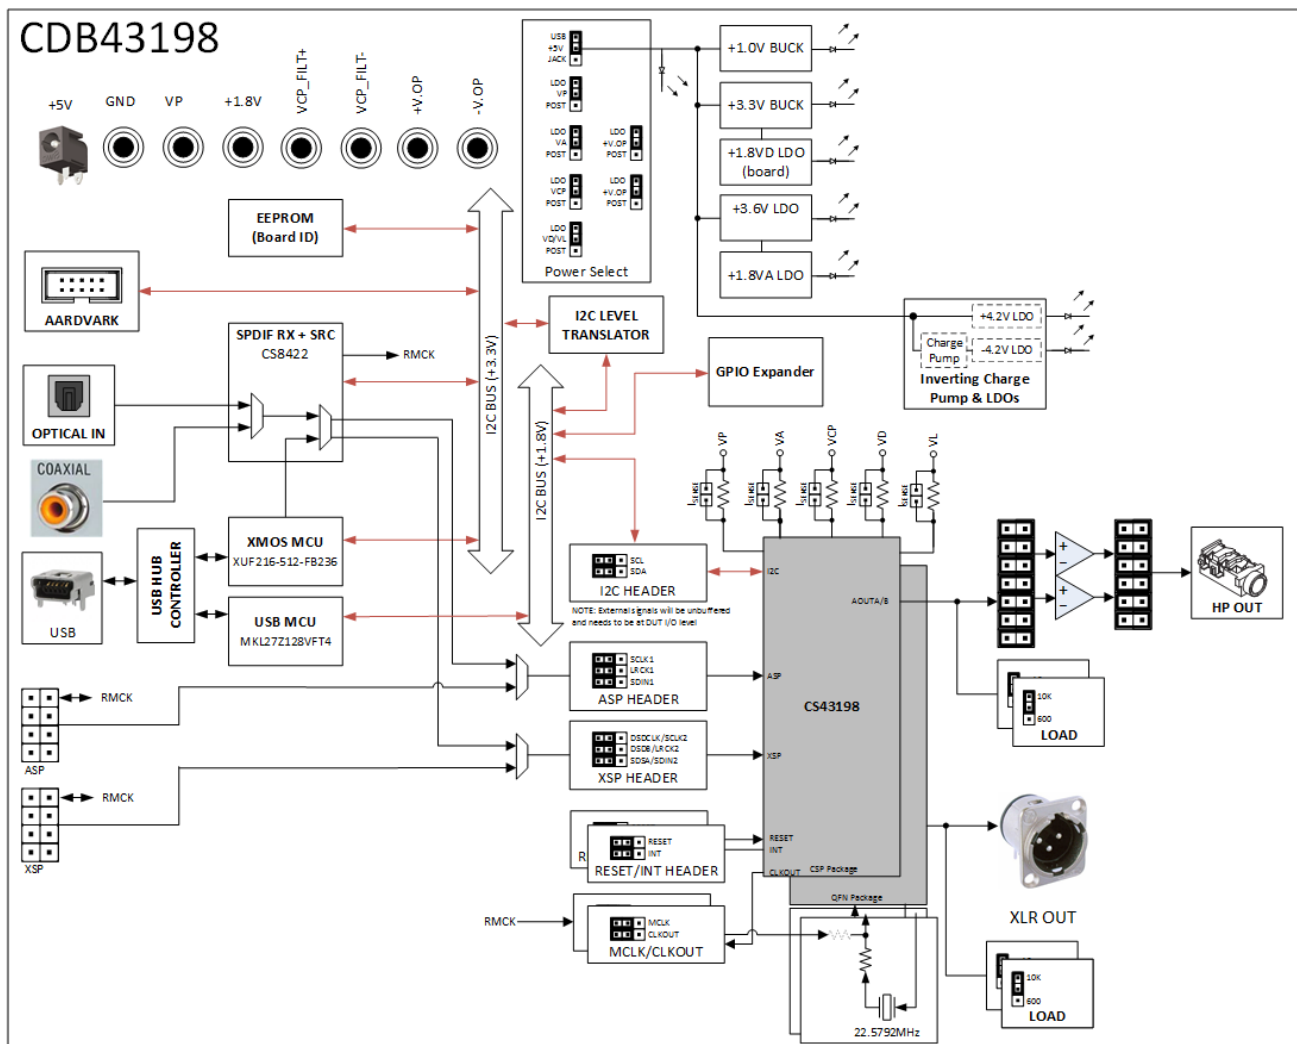 CDB43198
+5V
GND
VP
+1.8V
VCP_FILT+
VCP_FILT-
+V.OP
-V.OP
USB
+5V
JACK
LDO
VP
POST
LDO
VA
POST
LDO
+V.OP
POST
LDO
VCP
POST
LDO
+V.OP
POST
LDO
VD/VL
POST
Power Select
+1.0V BUCK
+3.3V BUCK
+1.8VD LDO
(board)
+3.6V LDO
+1.8VA LDO
+4.2V LDO
Charge
Pump
-4.2V LDO
Inverting Charge
Pump & LDOs
EEPROM
(Board ID)
AARDVARK
SPDIF RX + SRC
CS8422
RMCK
OPTICAL IN
COAXIAL
I2C BUS (+3.3V)
I2C LEVEL
TRANSLATOR
GPIO Expander
I2C BUS (+1.8V)
USB
USB HUB
CONTROLLER
XMOS MCU
XUF216-512-FB236
USB MCU
MKL27Z128VFT4
VP
VA
VCP
VD
VL
ISENSE
ISENSE
ISENSE
ISENSE
ISENSE
SCL
SDA
I2C HEADER
NOTE: External signals will be unbuffered
and needs to be at DUT I/O level
SCLK1
LRCK1
SDIN1
ASP HEADER
DSDCLK/SCLK2
DSDB/LRCK2
SDSA/SDIN2
XSP HEADER
RMCK
ASP
RMCK
XSP
R
RESET
INT
RESET/INT HEADER
RMCK
MCLK
CLKOUT
MCLK/CLKOUT
I2C
AOUTA/B
ASP
CS43198
XSP
RESET
INT
CLKOUT
CSP Package
QFN Package
22.5792MHz
+
−
+
−
HP OUT
10K
600
LOAD
XLR OUT
10K
600
LOAD